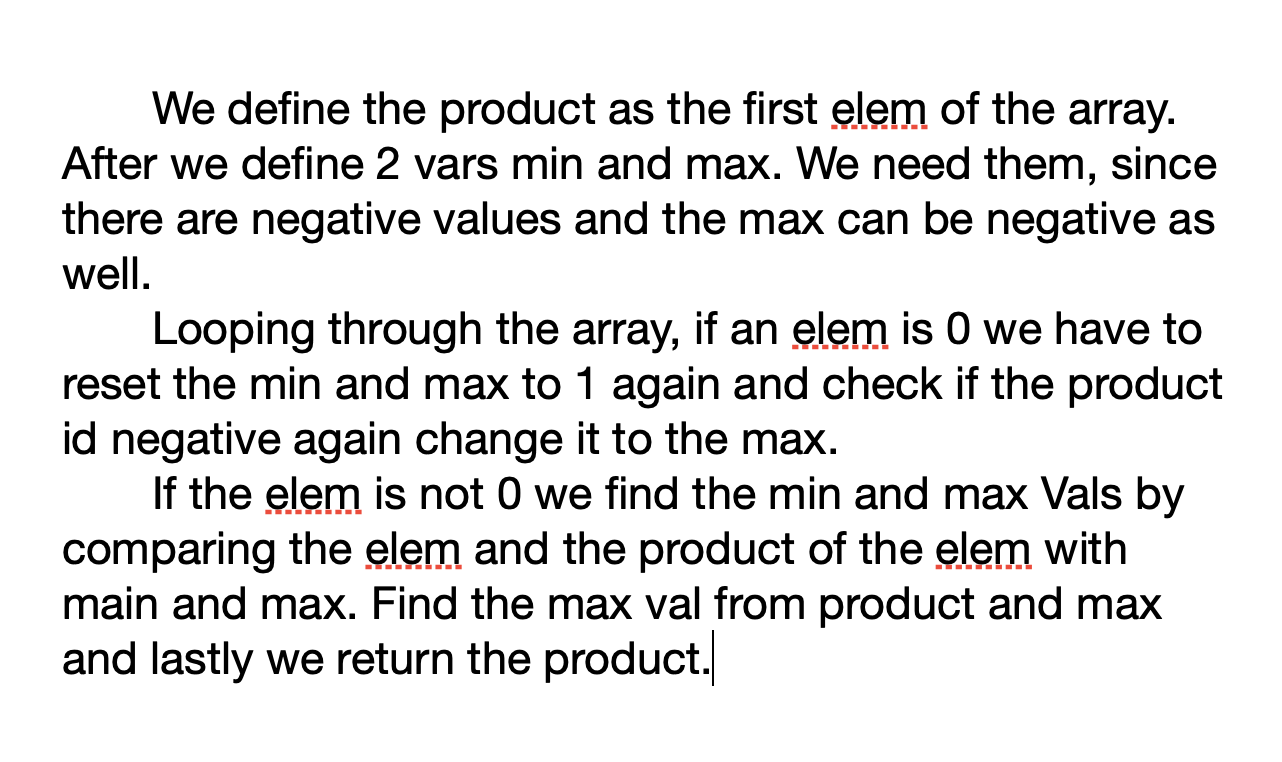 We define the product as the first elem of the array.
After we define 2 vars min and max. We need them, since
there are negative values and the max can be negative as
well.
Looping through the array, if an elem is 0 we have to
reset the min and max to 1 again and check if the product
id negative again change it to the max.
If the elem is not 0 we find the min and max Vals by
comparing the elem and the product of the elem with
main and max. Find the max val from product and max
and lastly we return the product.